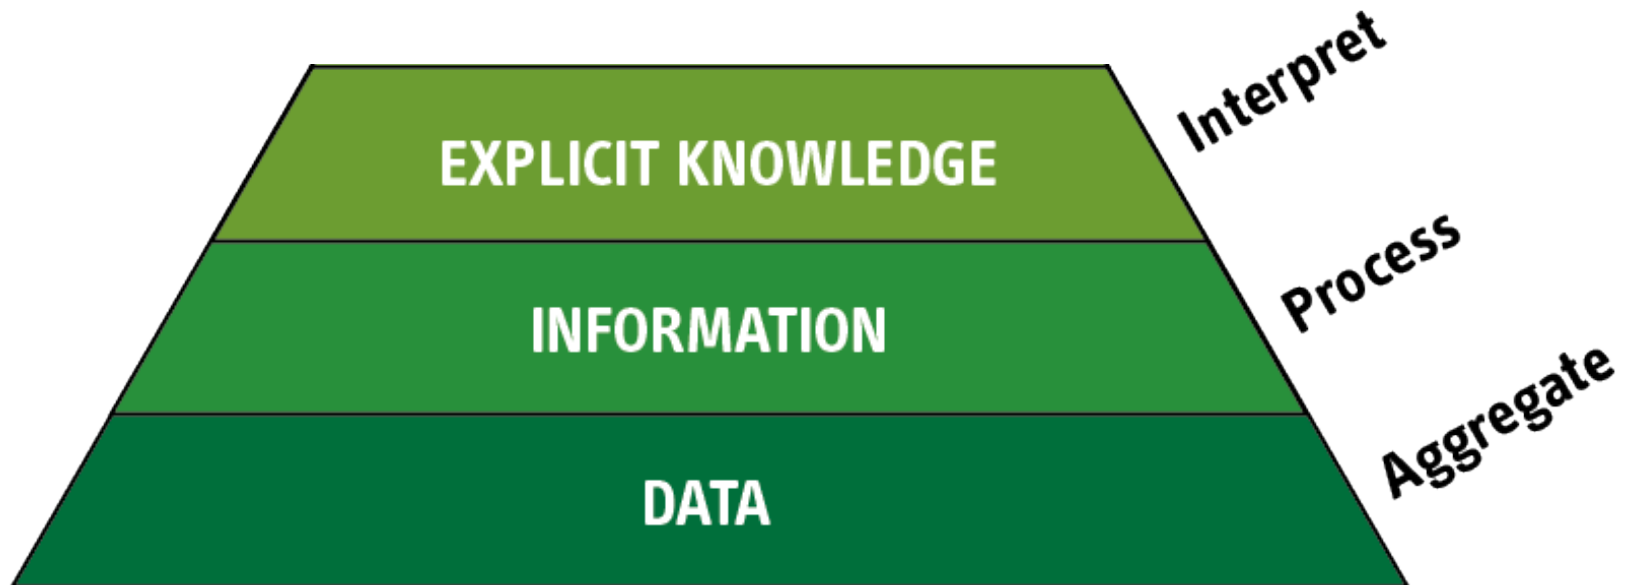 Interpret
EXPLICIT KNOWLEDGE
Process
INFORMATION
Aggregate
DATA